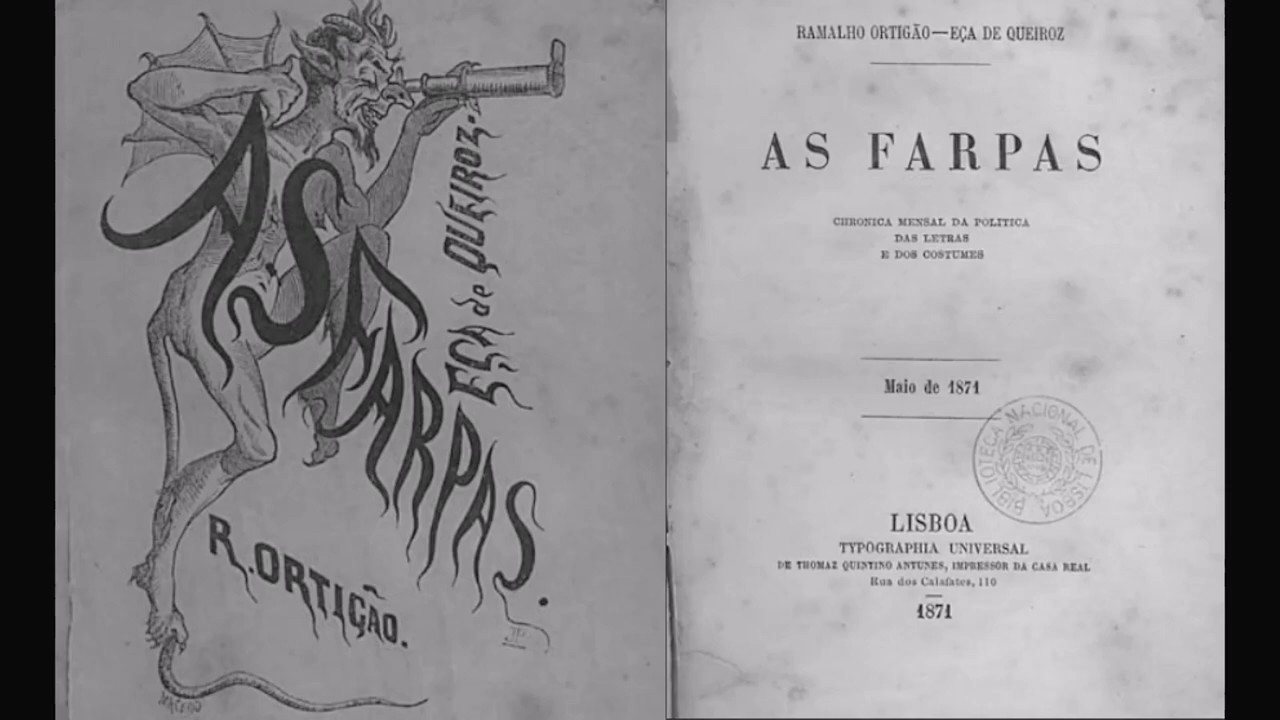 AS FARPAS.
EÇA de QUEIROZ.
R. ORTIGÃO.
MACEDO
RAMALHO ORTIGÃO—EÇA DE QUEIROZ
AS FARPAS
CHRONICA MENSAL DA POLITICA
DAS LETRAS
E DOS COSTUMES
Maio de 1871
BIBLIOTECA NACIONAL DE LISBOA
LISBOA
TYPOGRAPHIA UNIVERSAL
DE THOMAZ QUINTINO ANTUNES, IMPRESSOR DA CASA REAL
Rua dos Calafates, 110
1871